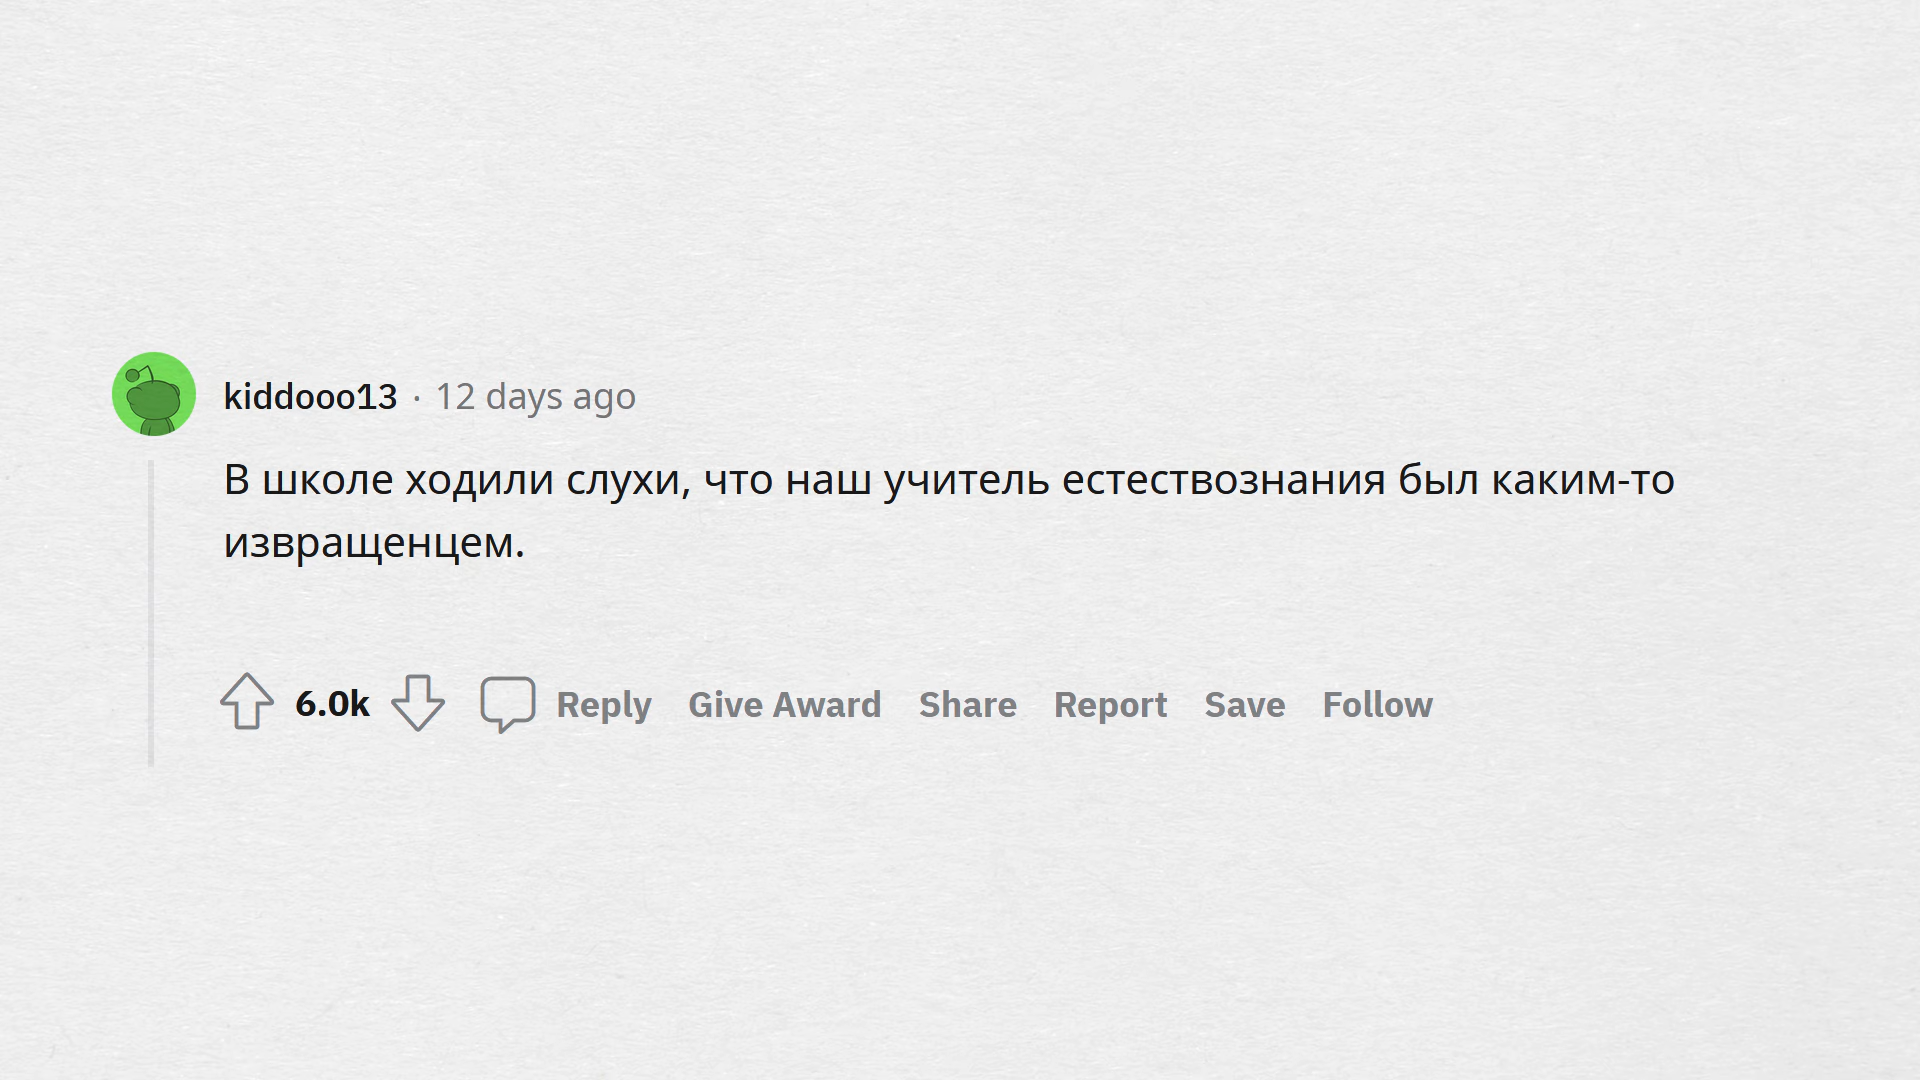 kiddooo13 · 12 days ago
В школе ходили слухи, что наш учитель естествознания был каким-то
извращенцем.
6.0k Reply Give Award Share Report Save Follow